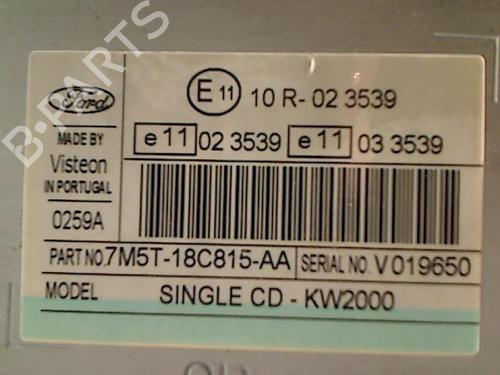 Ford
E 11 10 R- 02 3539
MADE BY
Visteon
IN PORTUGAL
e 11 02 3539 e 11 03 3539
0259A
PART NO. 7M5T-18C815-AA SERIAL NO. V 019650
MODEL SINGLE CD - KW2000
B-PARTS